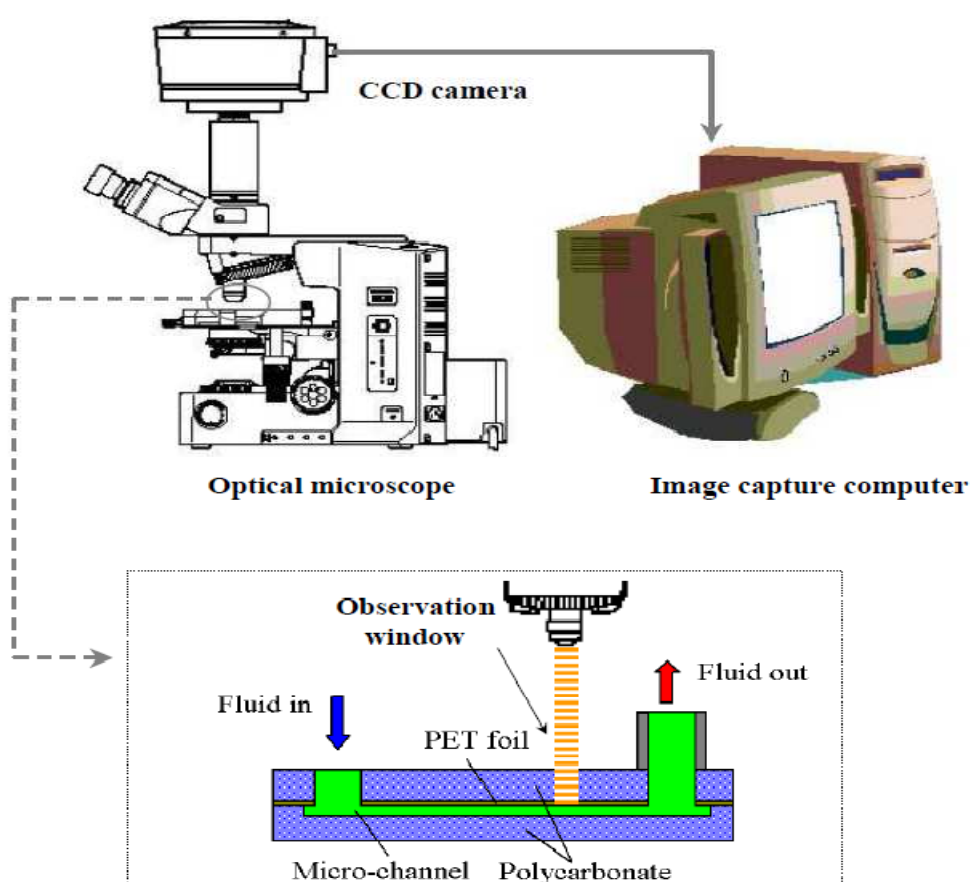 CCD camera
Optical microscope
Image capture computer
Observation
window
Fluid in
Fluid out
PET foil
Micro-channel
Polycarbonate